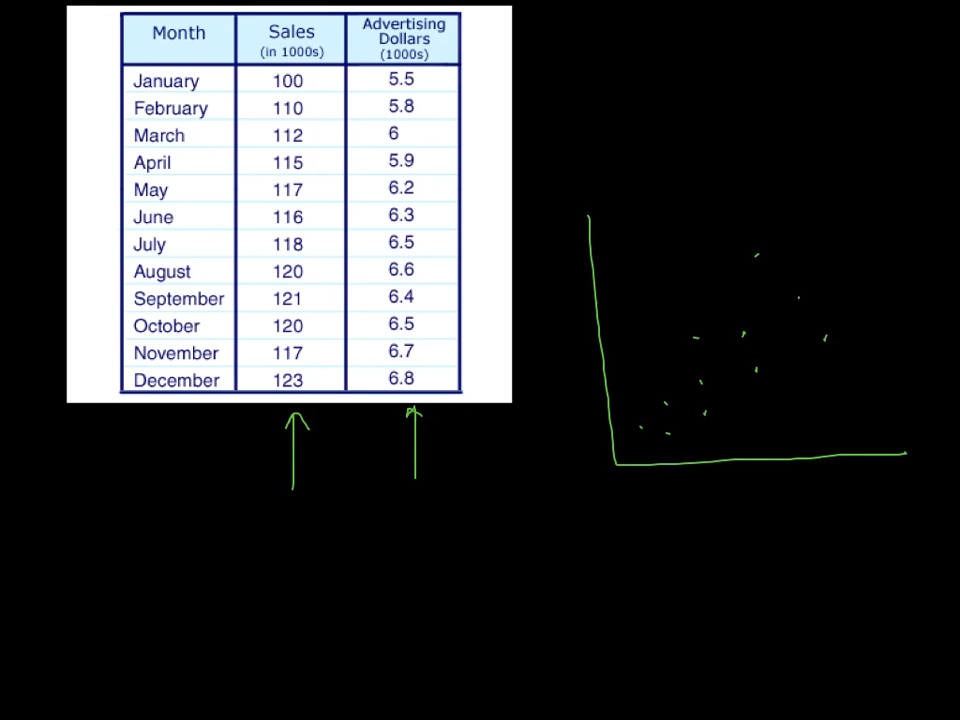 Month Sales (in 1000s) Advertising Dollars (1000s)
January 100 5.5
February 110 5.8
March 112 6
April 115 5.9
May 117 6.2
June 116 6.3
July 118 6.5
August 120 6.6
September 121 6.4
October 120 6.5
November 117 6.7
December 123 6.8